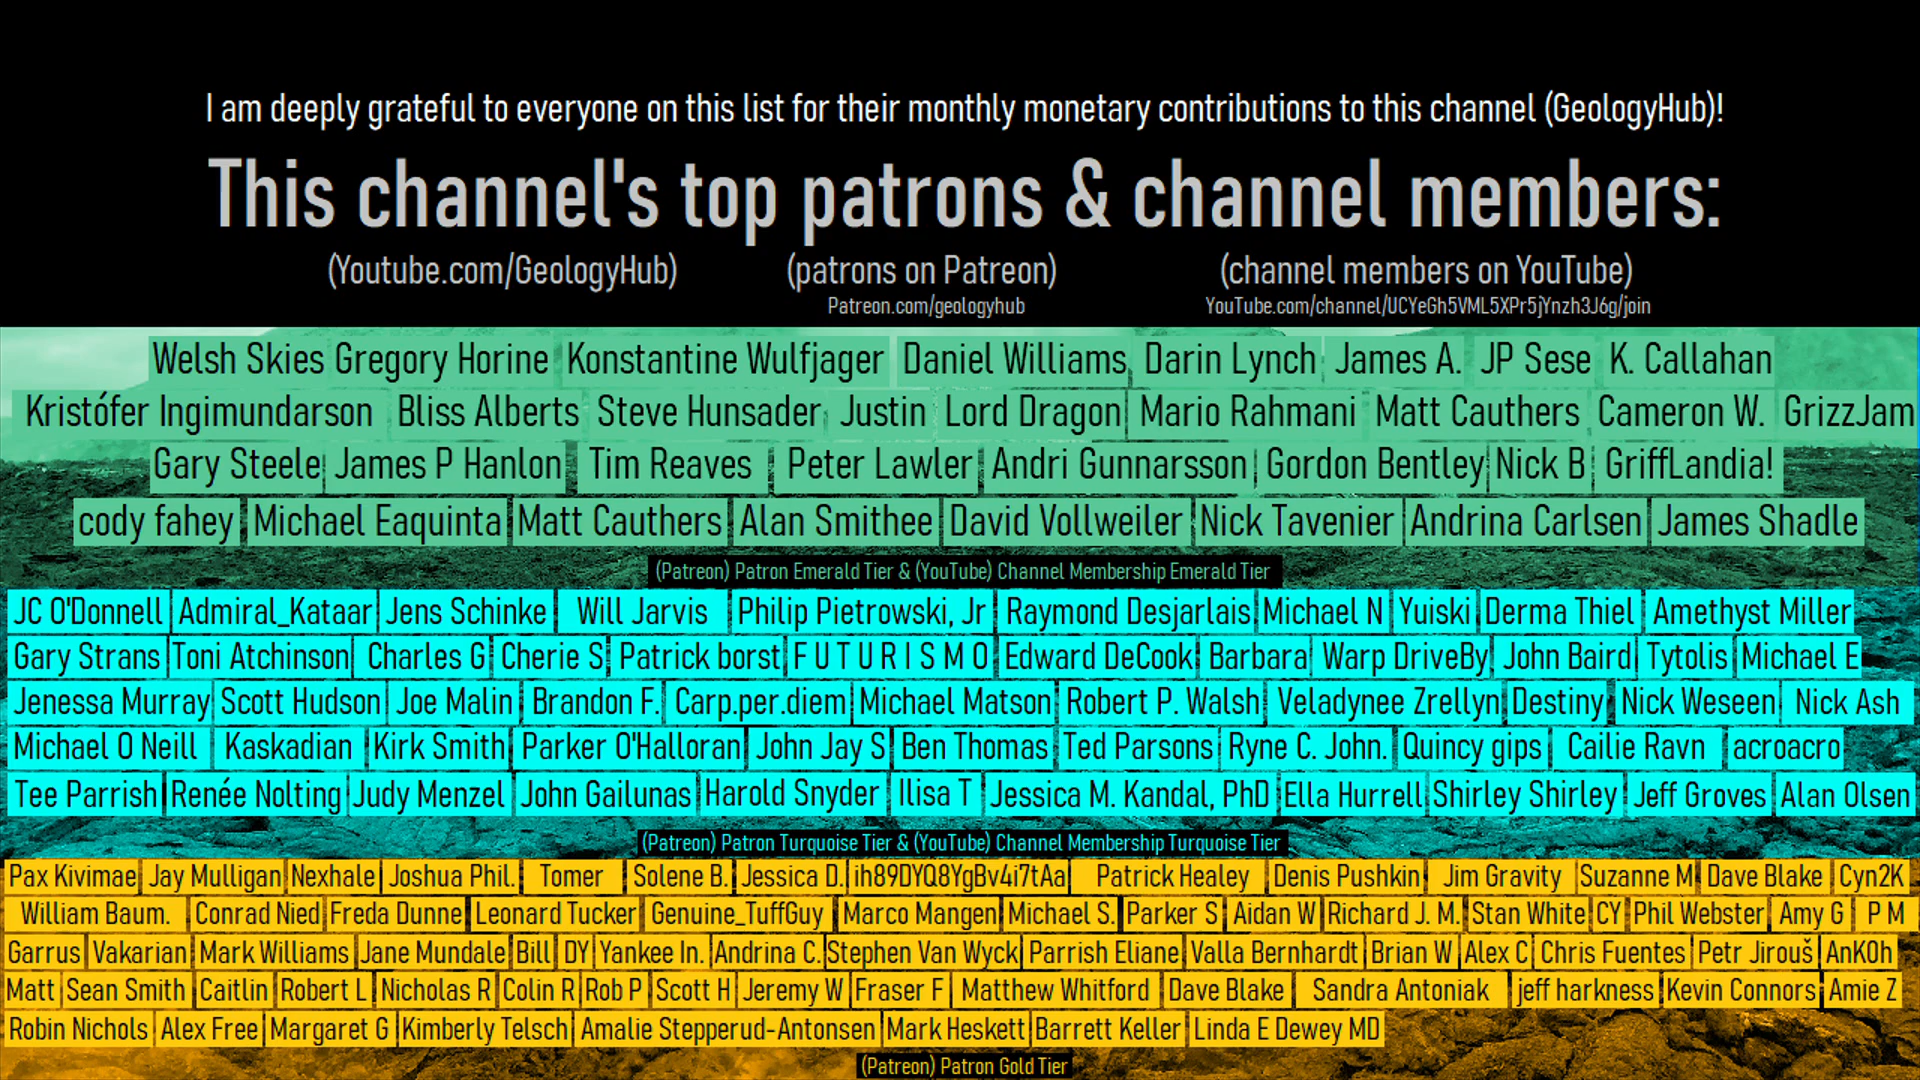 I am deeply grateful to everyone on this list for their monthly monetary contributions to this channel (GeologyHub)!
This channel's top patrons & channel members:
(Youtube.com/GeologyHub) (patrons on Patreon) (channel members on YouTube)
Patreon.com/geologyhub YouTube.com/channel/UCYeGh5VML5XPr5jYnzh3J6g/join
Welsh Skies Gregory Horine Konstantine Wulfjager Daniel Williams Darin Lynch James A. JP Sese K. Callahan
Kristófer Ingimundarson Bliss Alberts Steve Hunsader Justin Lord Dragon Mario Rahmani Matt Cauthers Cameron W. GrizzJam
Gary Steele James P Hanlon Tim Reaves Peter Lawler Andri Gunnarsson Gordon Bentley Nick B GriffLandia!
cody fahey Michael Eaquinta Matt Cauthers Alan Smithee David Vollweiler Nick Tavenier Andrina Carlsen James Shadle
(Patreon) Patron Emerald Tier & (YouTube) Channel Membership Emerald Tier
JC O'Donnell Admiral_Kataar Jens Schinke Will Jarvis Philip Pietrowski, Jr Raymond Desjarlais Michael N Yuiski Derma Thiel Amethyst Miller
Gary Strans Toni Atchinson Charles G Cherie S Patrick borst F U T U R I S M O Edward DeCook Barbara Warp DriveBy John Baird Tytolis Michael E
Jenessa Murray Scott Hudson Joe Malin Brandon F. Carp.per.diem Michael Matson Robert P. Walsh Veladynee Zrellyn Destiny Nick Weseen Nick Ash
Michael O Neill Kaskadian Kirk Smith Parker O'Halloran John Jay S Ben Thomas Ted Parsons Ryne C. John. Quincy gips Cailie Ravn acroacro
Tee Parrish Renée Nolting Judy Menzel John Gailunas Harold Snyder Ilisa T Jessica M. Kandal, PhD Ella Hurrell Shirley Shirley Jeff Groves Alan Olsen
(Patreon) Patron Turquoise Tier & (YouTube) Channel Membership Turquoise Tier
Pax Kivimae Jay Mulligan Nexhale Joshua Phil. Tomer Solene B. Jessica D. ih89DYQ8YgBv4i7tAa Patrick Healey Denis Pushkin Jim Gravity Suzanne M Dave Blake Cyn2K
William Baum. Conrad Nied Freda Dunne Leonard Tucker Genuine_TuffGuy Marco Mangen Michael S. Parker S Aidan W Richard J. M. Stan White CY Phil Webster Amy G P M
Garrus Vakarian Mark Williams Jane Mundale Bill DY Yankee In. Andrina C. Stephen Van Wyck Parrish Eliane Valla Bernhardt Brian W Alex C Chris Fuentes Petr Jirouš AnK0h
Matt Sean Smith Caitlin Robert L Nicholas R Colin R Rob P Scott H Jeremy W Fraser F Matthew Whitford Dave Blake Sandra Antoniak jeff harkness Kevin Connors Amie Z
Robin Nichols Alex Free Margaret G Kimberly Telsch Amalie Stepperud-Antonsen Mark Heskett Barrett Keller Linda E Dewey MD
(Patreon) Patron Gold Tier